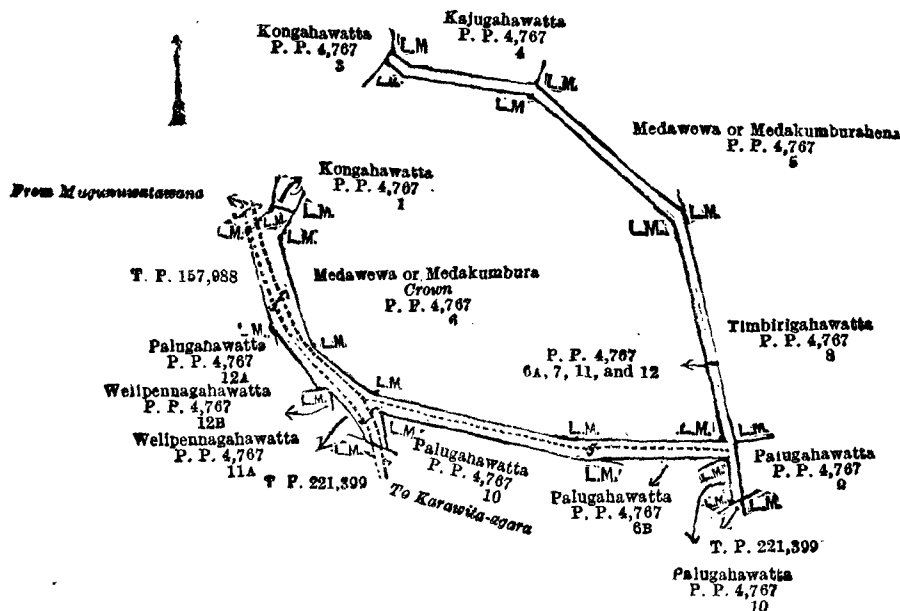 Kongahawatta
P. P. 4,767
3
L.M
L.M.
Kajugahawatta
P. P. 4,767
4
L.M.
L.M
Medawewa or Medakumburahena
P. P. 4,767
5
L.M.
L.M.
From Mugunuwatawana
Kongahawatta
P. P. 4,767
1
L.M.
L.M.
L.M.
L.M.
T. P. 157,988
Medawewa or Medakumbura
Crown
P. P. 4,767
6
Timbirigahawatta
P. P. 4,767
8
L.M.
L.M.
Palugahawatta
P. P. 4,767
12A
P. P. 4,767
6A, 7, 11, and 12
Welipennagahawatta
P. P. 4,767
12B
L.M.
L.M.
Welipennagahawatta
P. P. 4,767
11A
L.M.
L.M.
T. P. 221,399
To Karawita-agara
Palugahawatta
P. P. 4,767
10
L.M.
L.M.
Palugahawatta
P. P. 4,767
6B
L.M.
L.M.
Palugahawatta
P. P. 4,767
9
L.M.
L.M.
L.M.
T. P. 221,399
Palugahawatta
P. P. 4,767
10